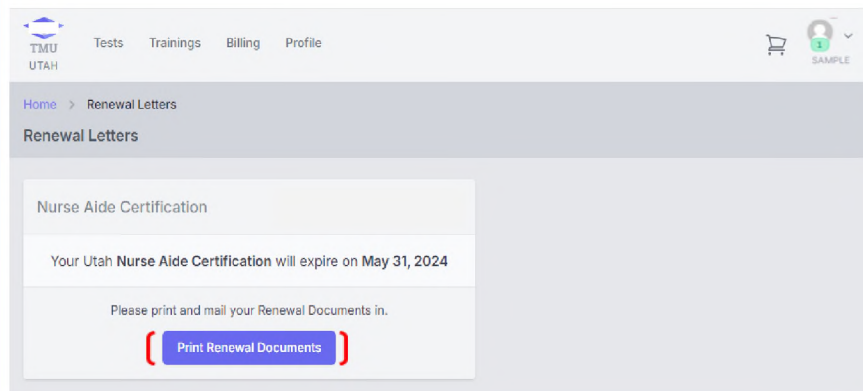 TMU
UTAH
Tests Trainings Billing Profile
1
SAMPLE
Home > Renewal Letters
Renewal Letters
Nurse Aide Certification
Your Utah Nurse Aide Certification will expire on May 31, 2024
Please print and mail your Renewal Documents in.
Print Renewal Documents